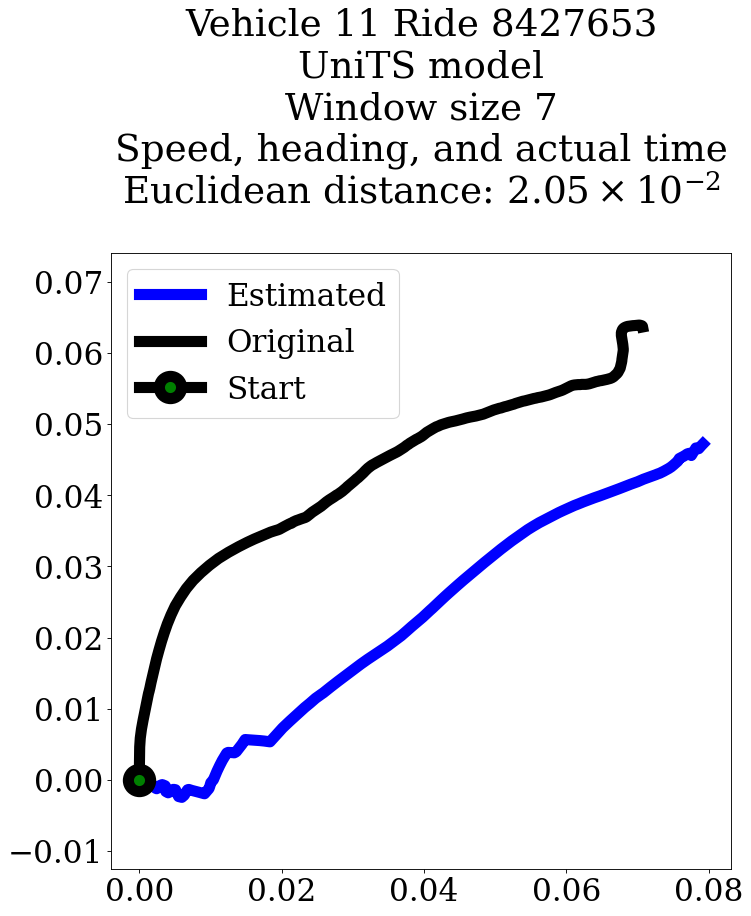 Vehicle 11 Ride 8427653
UniTS model
Window size 7
Speed, heading, and actual time
Euclidean distance: 2.05 × 10⁻²
Estimated
Original
Start
0.07
0.06
0.05
0.04
0.03
0.02
0.01
0.00
−0.01
0.00 0.02 0.04 0.06 0.08